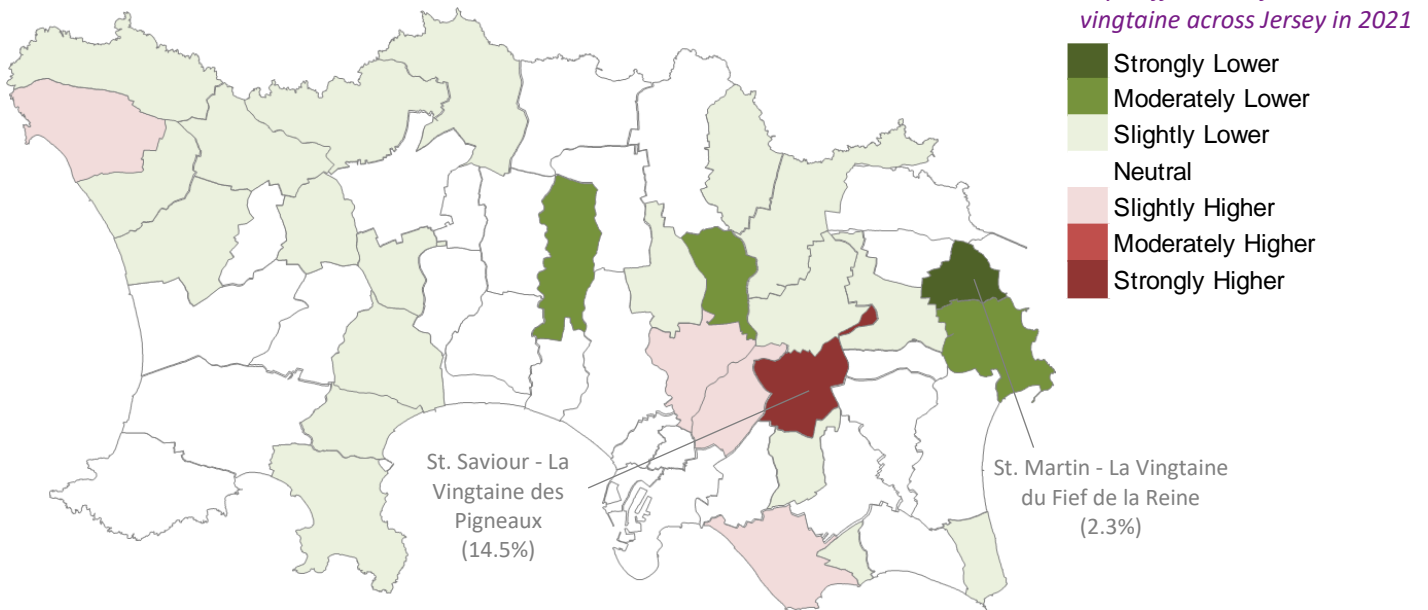 vingtaine across Jersey in 2021
Strongly Lower
Moderately Lower
Slightly Lower
Neutral
Slightly Higher
Moderately Higher
Strongly Higher
St. Saviour - La
Vingtaine des
Pigneaux
(14.5%)
St. Martin - La Vingtaine
du Fief de la Reine
(2.3%)